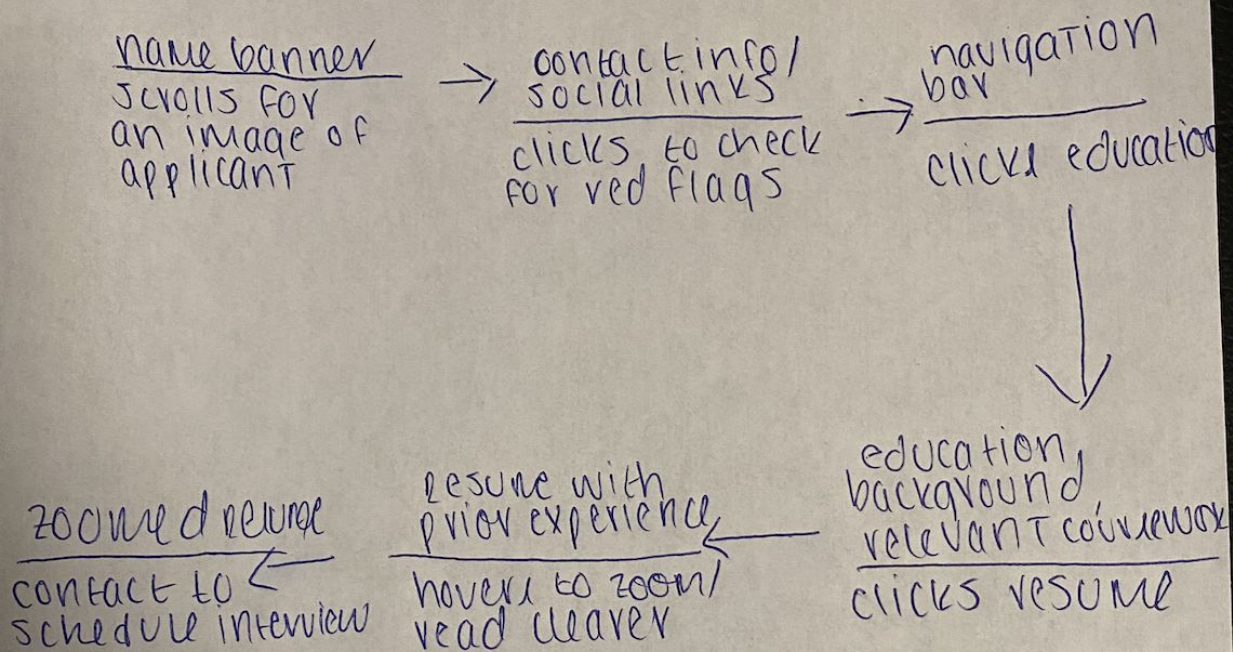 name banner
scrolls for
an image of
applicant
contact info/
social links
clicks to check
for red flags
navigation
bar
clicks education
education,
background,
relevant coursework
clicks resume
resume with
prior experience
hovers to zoom/
read clearer
zoomed resume
contact to
schedule interview